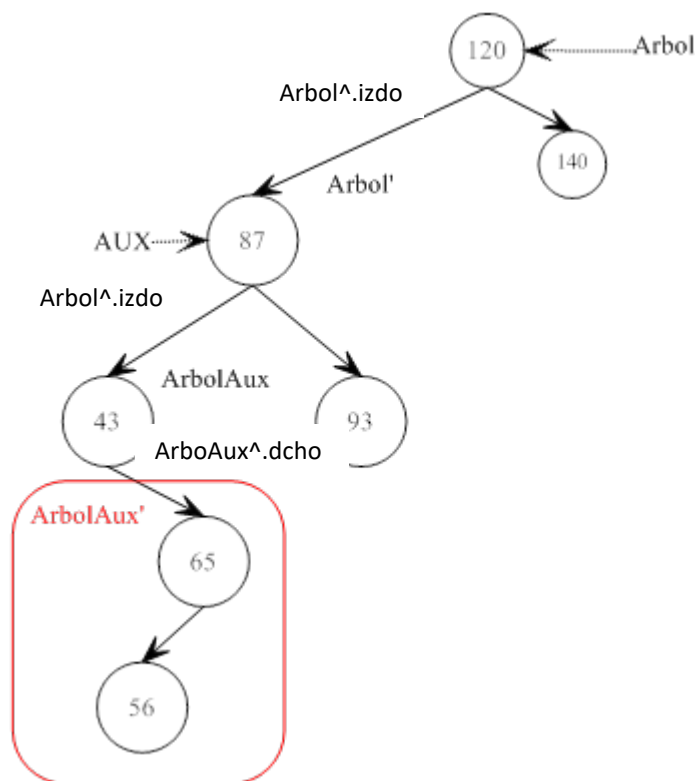 120
Arbol
Arbol^.izdo
140
Arbol'
AUX
87
Arbol^.izdo
ArbolAux
43
93
ArboAux^.dcho
ArbolAux'
65
56